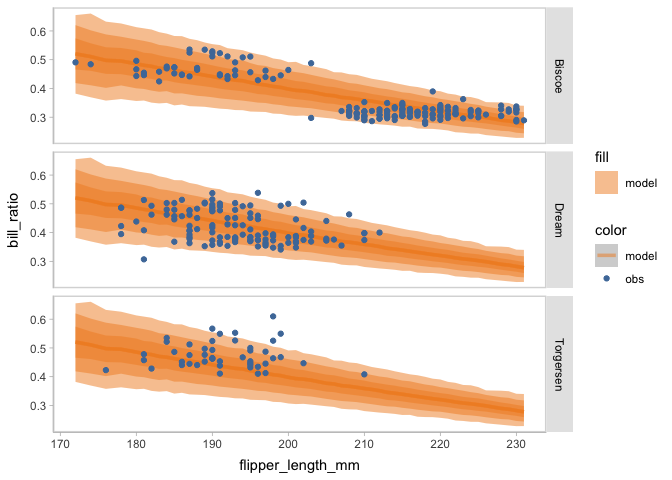 0.6
0.5
0.4
0.3
Biscoe
0.6
0.5
0.4
0.3
Dream
0.6
0.5
0.4
0.3
Torgersen
170 180 190 200 210 220 230
flipper_length_mm
bill_ratio
fill
model
color
model
obs